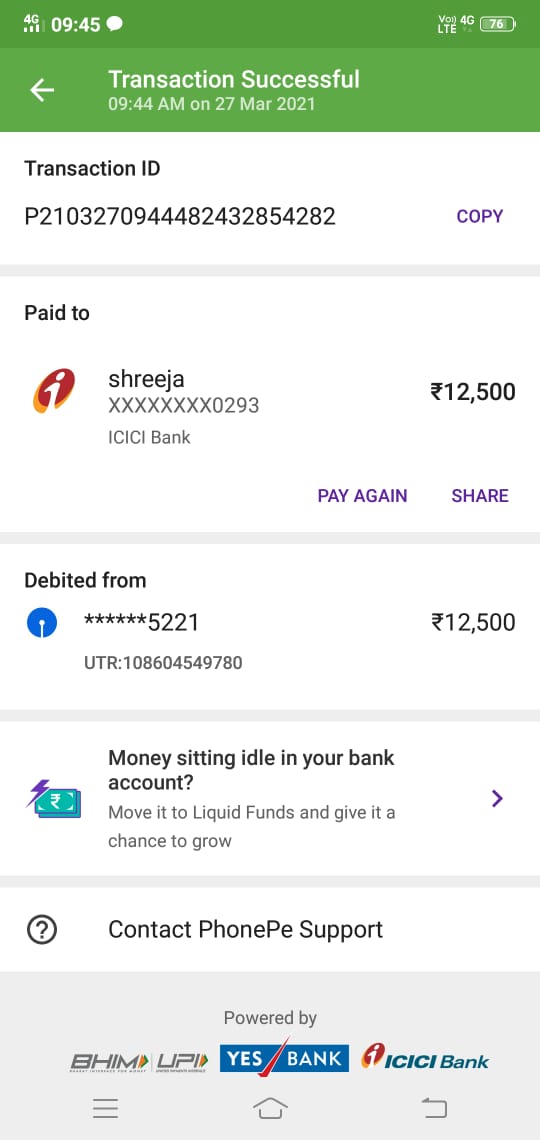 4G 09:45 Vo)) 4G LTE 76
Transaction Successful
09:44 AM on 27 Mar 2021
Transaction ID
P2103270944482432854282 COPY
Paid to
shreeja
XXXXXXXX0293 ₹12,500
ICICI Bank
PAY AGAIN SHARE
Debited from
******5221 ₹12,500
UTR:108604549780
Money sitting idle in your bank
account?
Move it to Liquid Funds and give it a
chance to grow
Contact PhonePe Support
Powered by
BHIM UPI YES BANK ICICI Bank